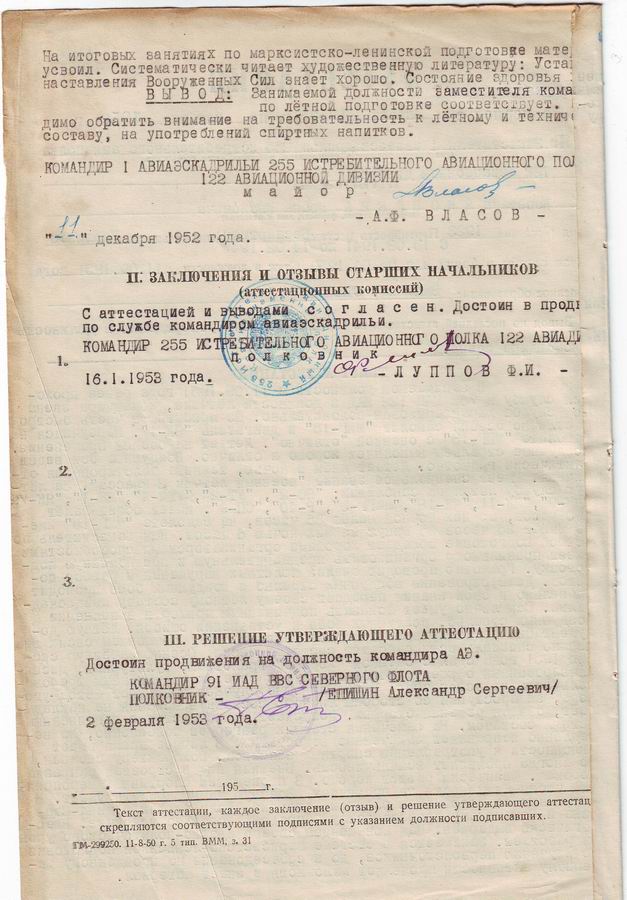 На итоговых занятиях по марксистско-ленинской подготовке мате
усвоил. Систематически читает художественную литературу: Уста
наставления Вооруженных Сил знает хорошо. Состояние здоровья
ВЫВОД: Занимаемой должности заместителя кома
по лётной подготовке соответствует.
димо обратить внимание на требовательность к лётному и технич
составу, на употреблений спиртных напитков.
КОМАНДИР I АВИАЭСКАДРИЛЬИ 255 ИСТРЕБИТЕЛЬНОГО АВИАЦИОННОГО ПОЛ
122 АВИАЦИОННОЙ ДИВИЗИИ
майор Власов
- А.Ф. ВЛАСОВ -
"11" декабря 1952 года.
II. ЗАКЛЮЧЕНИЯ И ОТЗЫВЫ СТАРШИХ НАЧАЛЬНИКОВ
(аттестационных комиссий)
С аттестацией и выводами согласен. Достоин в прод
по службе командиром авиаэскадрильи.
КОМАНДИР 255 ИСТРЕБИТЕЛЬНОГО АВИАЦИОННОГО ПОЛКА 122 АВИАДИ
1. полковник
16.1.1953 года. - ЛУППОВ Ф.И. -
2.
3.
III. РЕШЕНИЕ УТВЕРЖДАЮЩЕГО АТТЕСТАЦИЮ
Достоин продвижения на должность командира АЭ.
КОМАНДИР 91 ИАД ВВС СЕВЕРНОГО ФЛОТА
ПОЛКОВНИК - /ЕПИШИН Александр Сергеевич/
2 февраля 1953 года.
"___"____________195___г.
Текст аттестации, каждое заключение (отзыв) и решение утверждающего аттестац
скрепляются соответствующими подписями с указанием должности подписавших.
ПМ-299250. 11-8-50 г. 5 тип. ВММ, з. 31